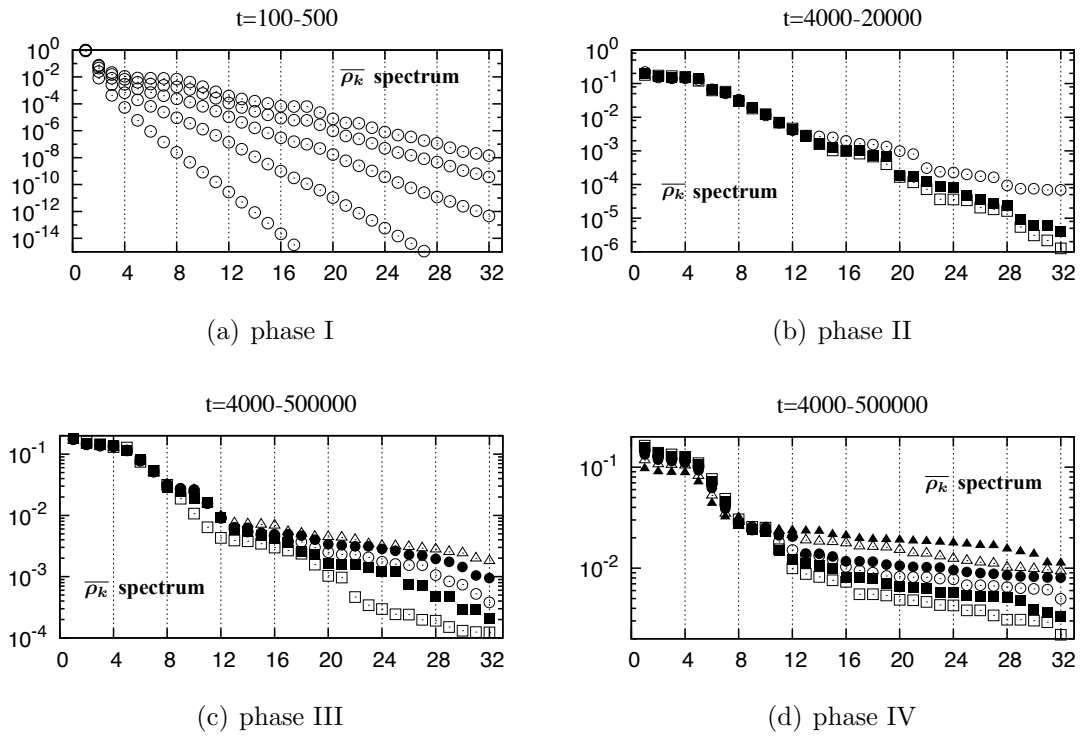 t=100-500
10^0
10^-2
10^-4
10^-6
10^-8
10^-10
10^-12
10^-14
ρ̅_k̅ spectrum
0 4 8 12 16 20 24 28 32
(a) phase I
t=4000-20000
10^0
10^-1
10^-2
10^-3
10^-4
10^-5
10^-6
ρ̅_k̅ spectrum
0 4 8 12 16 20 24 28 32
(b) phase II
t=4000-500000
10^-1
10^-2
10^-3
10^-4
ρ̅_k̅ spectrum
0 4 8 12 16 20 24 28 32
(c) phase III
t=4000-500000
10^-1
10^-2
ρ̅_k̅ spectrum
0 4 8 12 16 20 24 28 32
(d) phase IV